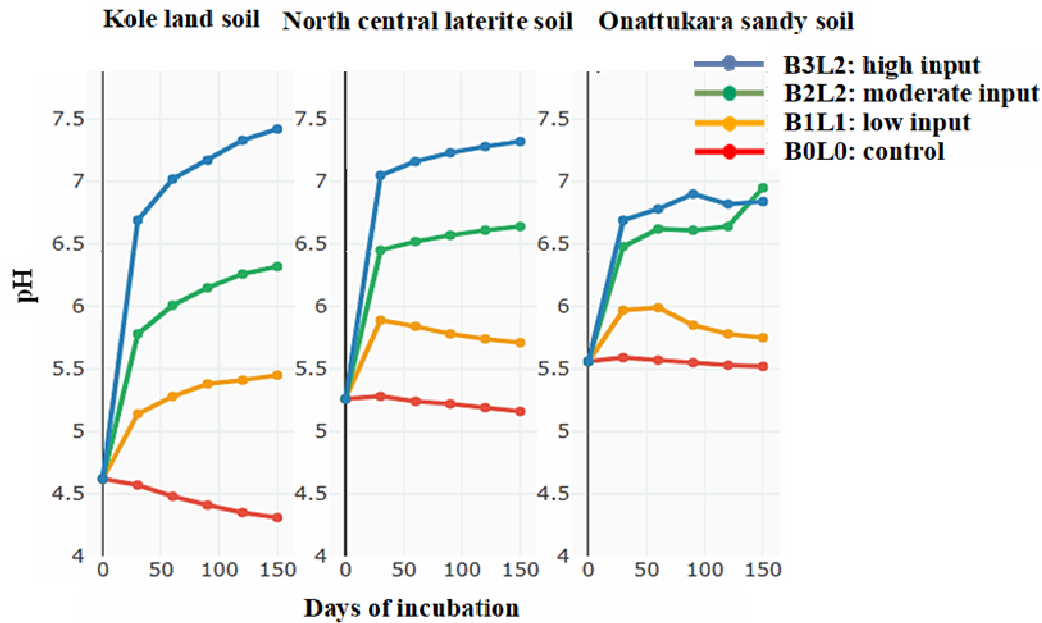 Kole land soil North central laterite soil Onattukara sandy soil
B3L2: high input
B2L2: moderate input
B1L1: low input
B0L0: control
pH
7.5 7.5 7.5
7 7 7
6.5 6.5 6.5
6 6 6
5.5 5.5 5.5
5 5 5
4.5 4.5 4.5
4 4 4
0 50 100 150 0 50 100 150 0 50 100 150
Days of incubation